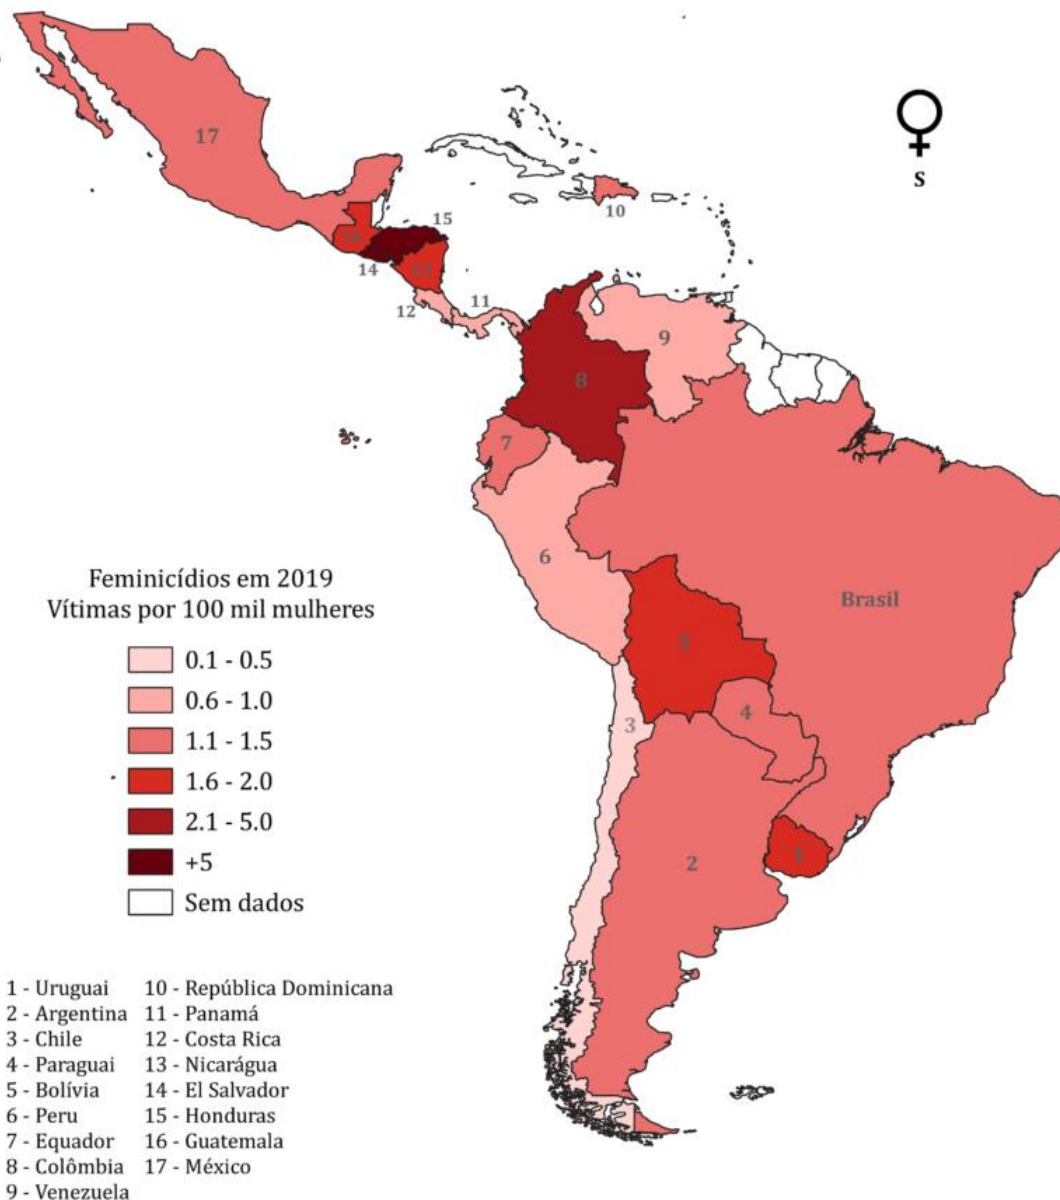 17
S
10
15
16
14
13
12
11
9
8
7
6
Brasil
5
4
3
1
2
Feminicídios em 2019
Vítimas por 100 mil mulheres
0.1 - 0.5
0.6 - 1.0
1.1 - 1.5
1.6 - 2.0
2.1 - 5.0
+5
Sem dados
1 - Uruguai
2 - Argentina
3 - Chile
4 - Paraguai
5 - Bolívia
6 - Peru
7 - Equador
8 - Colômbia
9 - Venezuela
10 - República Dominicana
11 - Panamá
12 - Costa Rica
13 - Nicarágua
14 - El Salvador
15 - Honduras
16 - Guatemala
17 - México